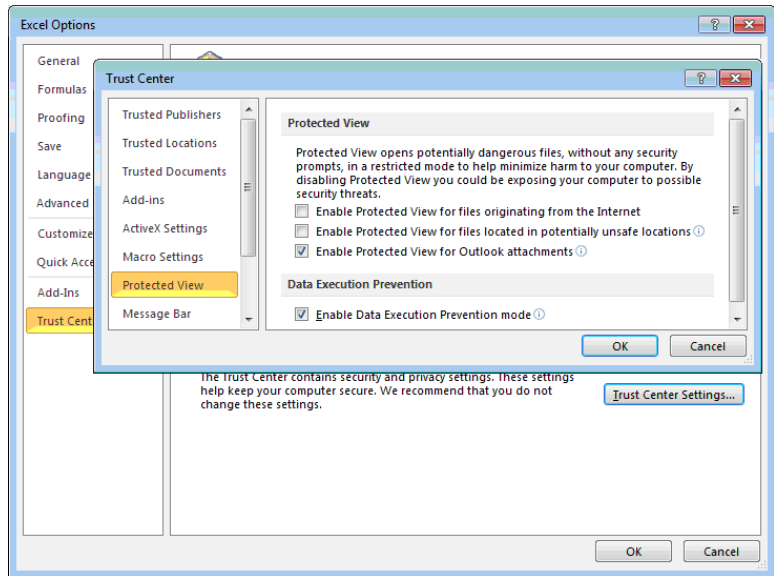 Excel Options
General
Formulas
Proofing
Save
Language
Advanced
Customize
Quick Acce
Add-Ins
Trust Cent
Trust Center
Trusted Publishers
Trusted Locations
Trusted Documents
Add-ins
ActiveX Settings
Macro Settings
Protected View
Message Bar
Protected View
Protected View opens potentially dangerous files, without any security
prompts, in a restricted mode to help minimize harm to your computer. By
disabling Protected View you could be exposing your computer to possible
security threats.
Enable Protected View for files originating from the Internet
Enable Protected View for files located in potentially unsafe locations
Enable Protected View for Outlook attachments
Data Execution Prevention
Enable Data Execution Prevention mode
OK
Cancel
The Trust Center contains security and privacy settings. These settings
help keep your computer secure. We recommend that you do not
change these settings.
Trust Center Settings...
OK
Cancel